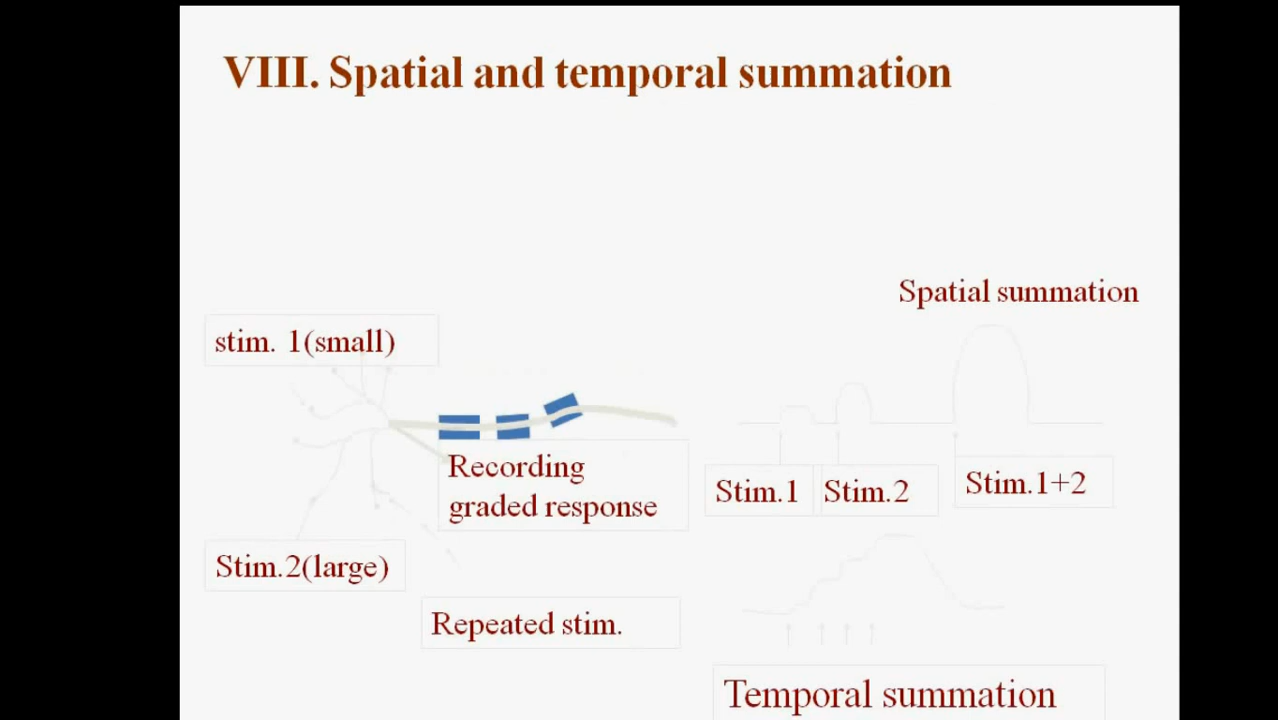 VIII. Spatial and temporal summation
Spatial summation
stim. 1(small)
Recording
graded response
Stim.1
Stim.2
Stim.1+2
Stim.2(large)
Repeated stim.
Temporal summation